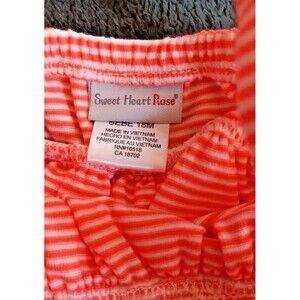 Sweet Heart Rose®
BEBE 18M
MADE IN VIETNAM
HECHO EN VIETNAM
FABRIQUE AU VIETNAM
RN#16518
CA 18702